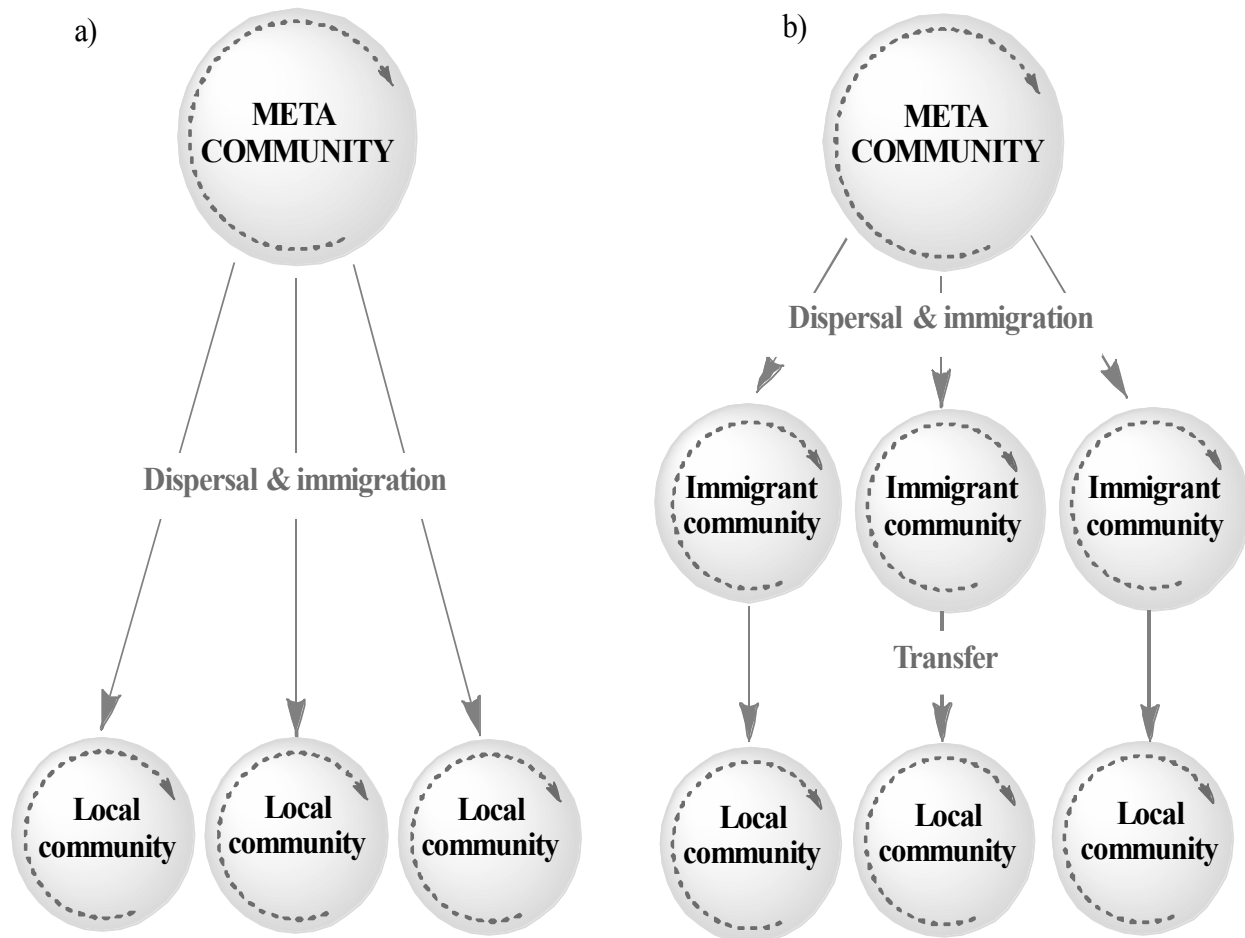 a)
META
COMMUNITY
Dispersal & immigration
Local
community
Local
community
Local
community
b)
META
COMMUNITY
Dispersal & immigration
Immigrant
community
Immigrant
community
Immigrant
community
Transfer
Local
community
Local
community
Local
community